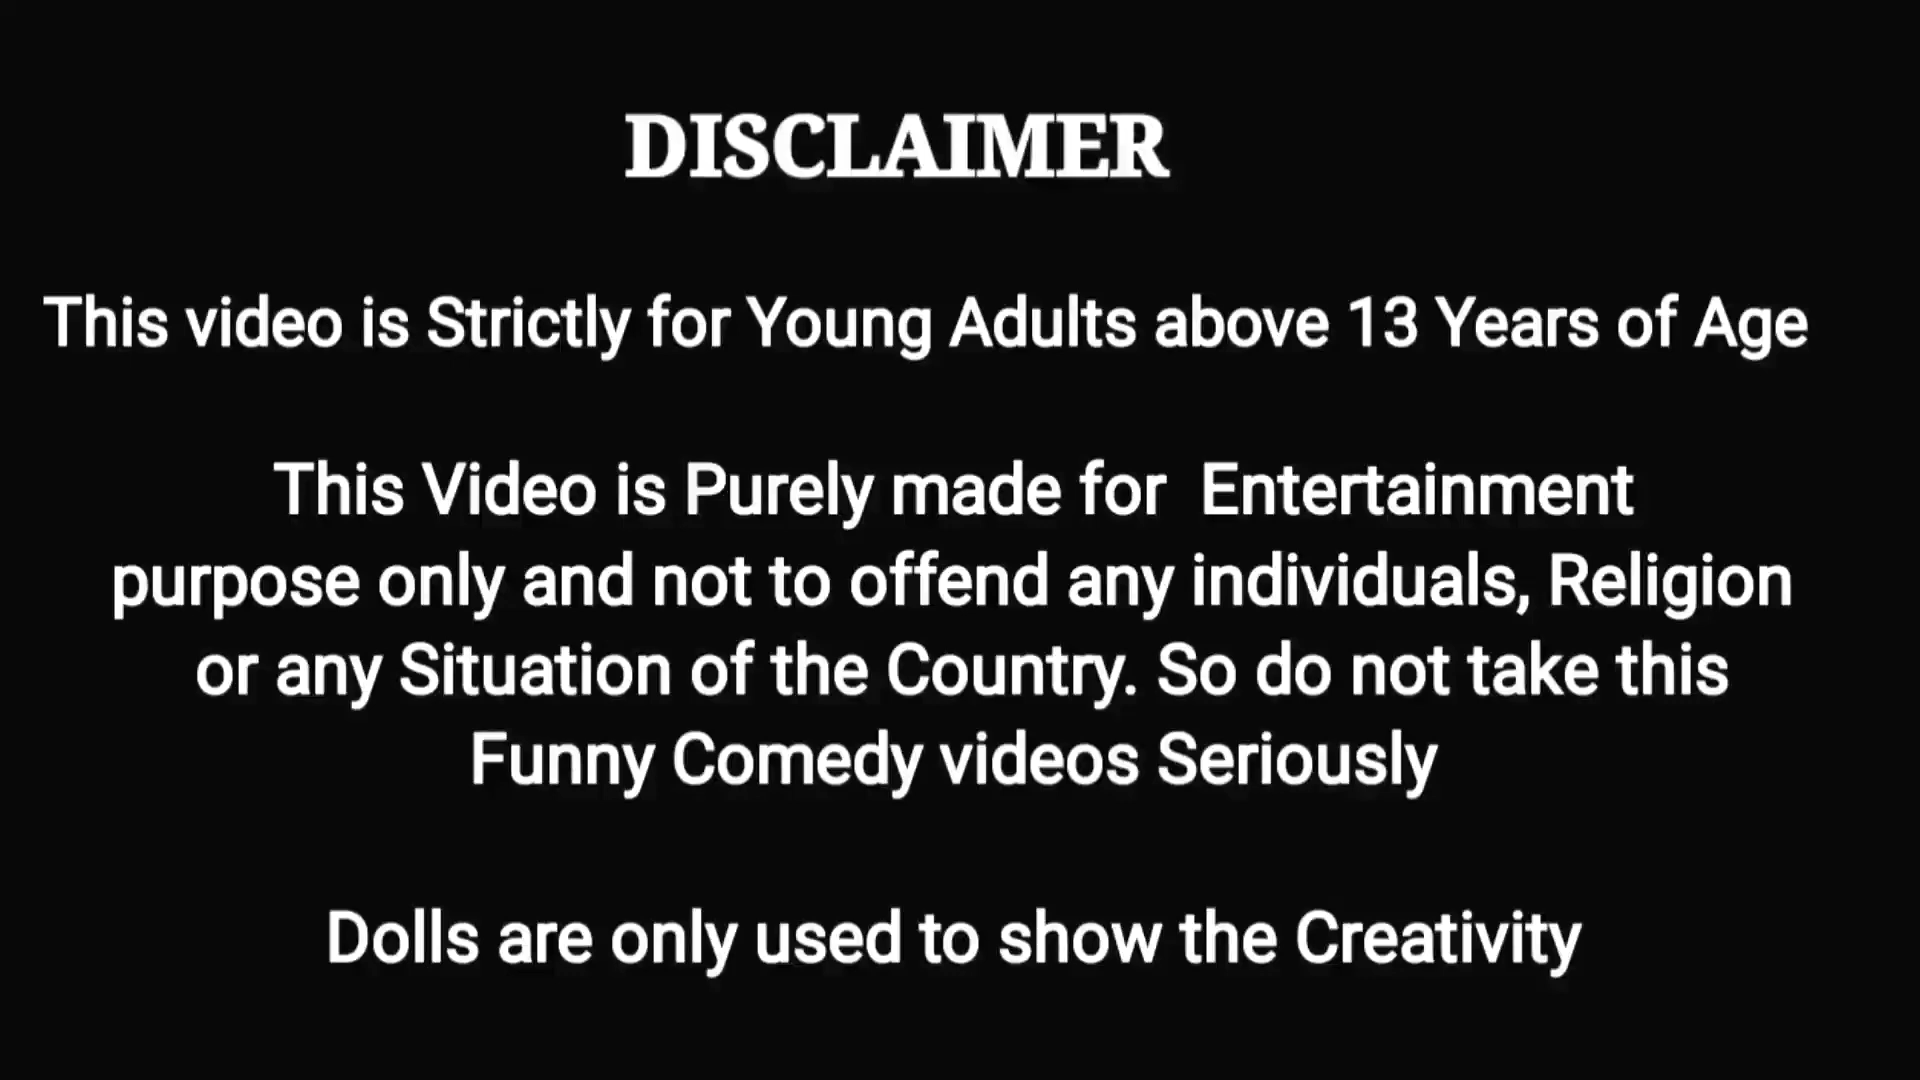 DISCLAIMER
This video is Strictly for Young Adults above 13 Years of Age
This Video is Purely made for  Entertainment
purpose only and not to offend any individuals, Religion
or any Situation of the Country. So do not take this
Funny Comedy videos Seriously
Dolls are only used to show the Creativity